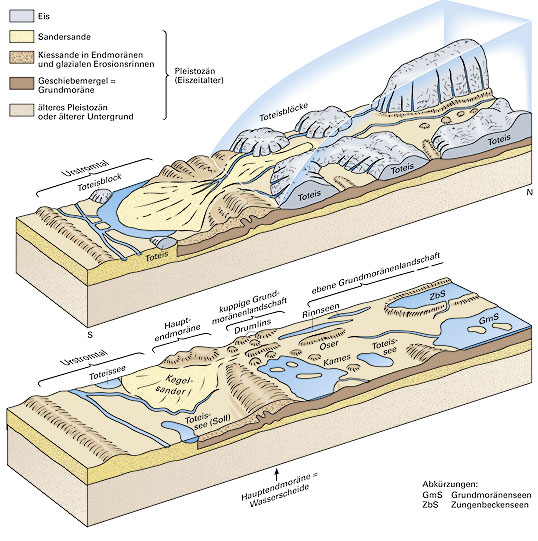 Eis
Sandersande
Kiessande in Endmoränen
und glazialen Erosionsrinnen
Geschiebemergel =
Grundmoräne
älteres Pleistozän
oder älterer Untergrund
Pleistozän
(Eiszeitalter)
Toteisblöcke
Urstromtal
Toteisblock
Toteis
Toteis
Toteis
Toteis
N
S
ebene Grundmoränenlandschaft
kuppige Grund-
moränenlandschaft
Haupt-
endmoräne
Drumlins
Rinnseen
ZbS
GmS
Oser
Urstromtal
Toteissee
Kames
Toteis-
see
Kegel-
sander
Toteis-
see (Soll)
Hauptendmoräne =
Wasserscheide
Abkürzungen:
GmS Grundmoränenseen
ZbS Zungenbeckenseen